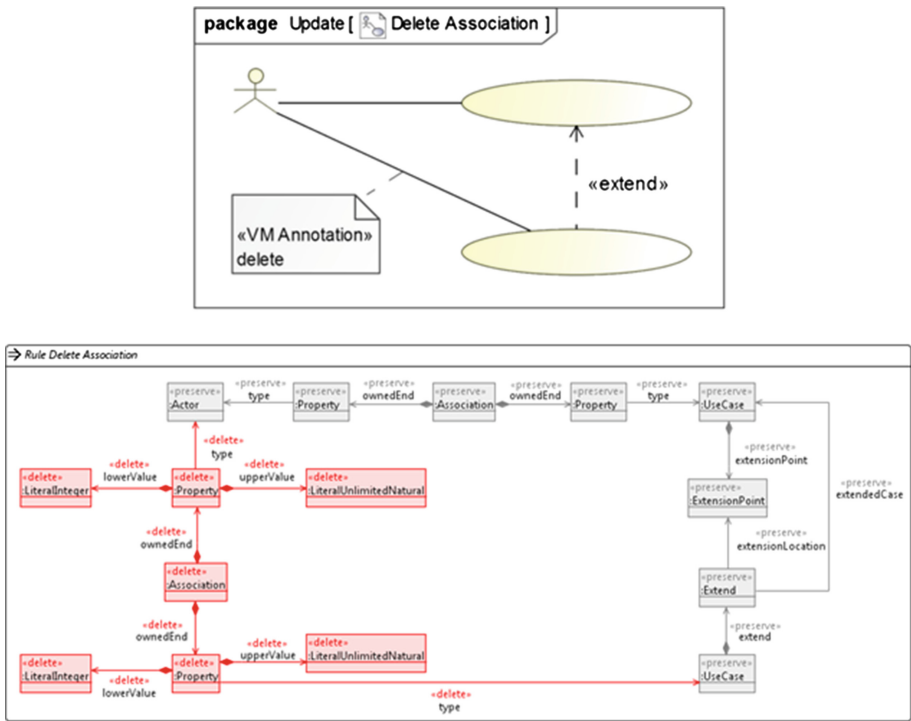 package Update [ Delete Association ]
«extend»
«VM Annotation»
delete
Rule Delete Association
«preserve» «preserve» «preserve» «preserve» «preserve» «preserve» «preserve» «preserve» «preserve»
:Actor type :Property ownedEnd :Association ownedEnd :Property type :UseCase
«delete»
type
«preserve»
extensionPoint
«delete» «delete» «delete» «delete» «delete»
:LiteralInteger lowerValue :Property upperValue :LiteralUnlimitedNatural
«preserve»
:ExtensionPoint
«preserve»
extendedCase
«delete»
ownedEnd
«preserve»
extensionLocation
«delete»
:Association
«preserve»
:Extend
«delete»
ownedEnd
«preserve»
extend
«delete» «delete» «delete» «delete» «delete»
:LiteralInteger lowerValue :Property upperValue :LiteralUnlimitedNatural
«preserve»
:UseCase
«delete»
type